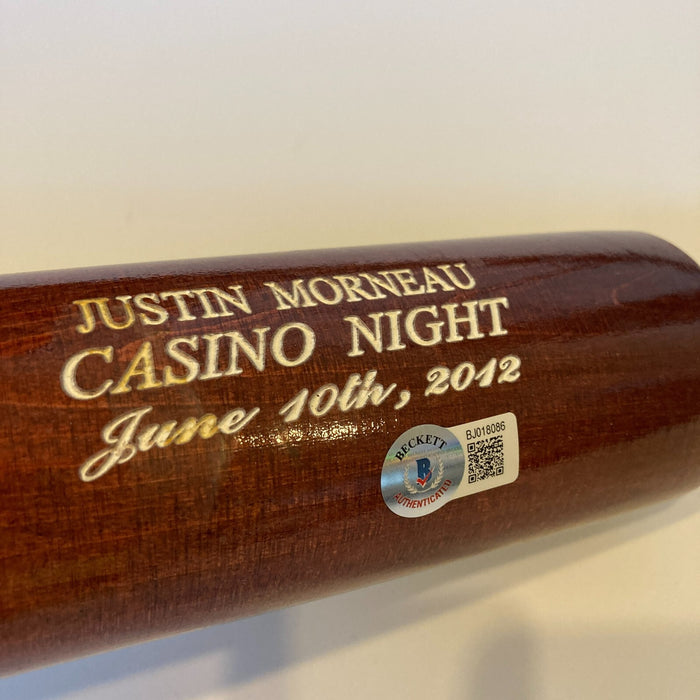 JUSTIN MORNEAU
CASINO NIGHT
June 10th, 2012
BECKETT
B
AUTHENTICATED
BJ018086